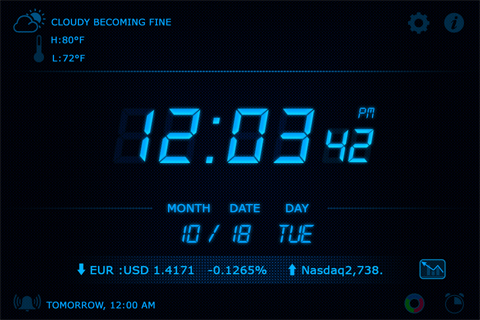 CLOUDY BECOMING FINE
H:80°F
L:72°F
PM
12:03 42
MONTH DATE DAY
10 / 18 TUE
EUR :USD 1.4171 -0.1265% Nasdaq2,738.
TOMORROW, 12:00 AM